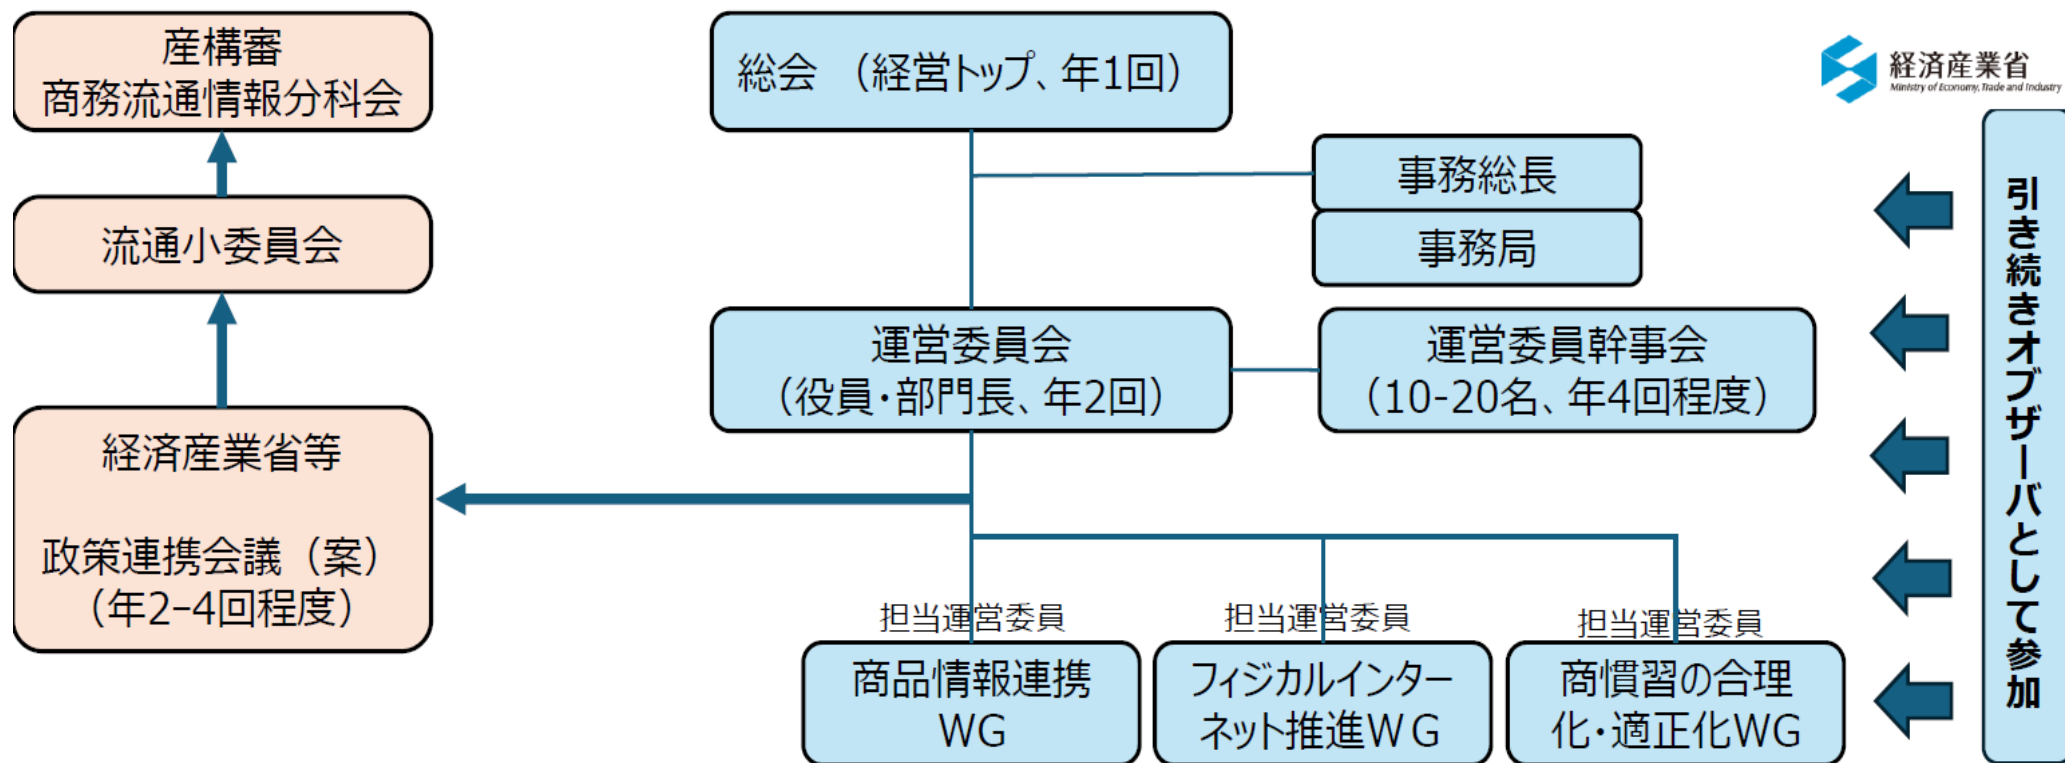 産構審
商務流通情報分科会
流通小委員会
経済産業省等
政策連携会議（案）
（年2–4回程度）
総会　（経営トップ、年1回）
事務総長
事務局
運営委員会
（役員・部門長、年2回）
運営委員幹事会
（10-20名、年4回程度）
担当運営委員
商品情報連携
WG
担当運営委員
フィジカルインター
ネット推進ＷＧ
担当運営委員
商慣習の合理
化・適正化WG
経済産業省
Ministry of Economy, Trade and Industry
引き続きオブザーバとして参加